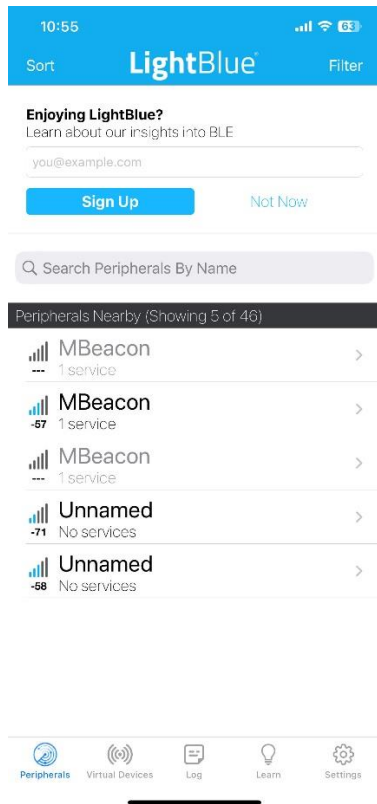 10:55
63
Sort
LightBlue®
Filter
Enjoying LightBlue?
Learn about our insights into BLE
you@example.com
Sign Up
Not Now
Search Peripherals By Name
Peripherals Nearby (Showing 5 of 46)
MBeacon
---
1 service
MBeacon
-57
1 service
MBeacon
---
1 service
Unnamed
-71
No services
Unnamed
-58
No services
Peripherals
Virtual Devices
Log
Learn
Settings